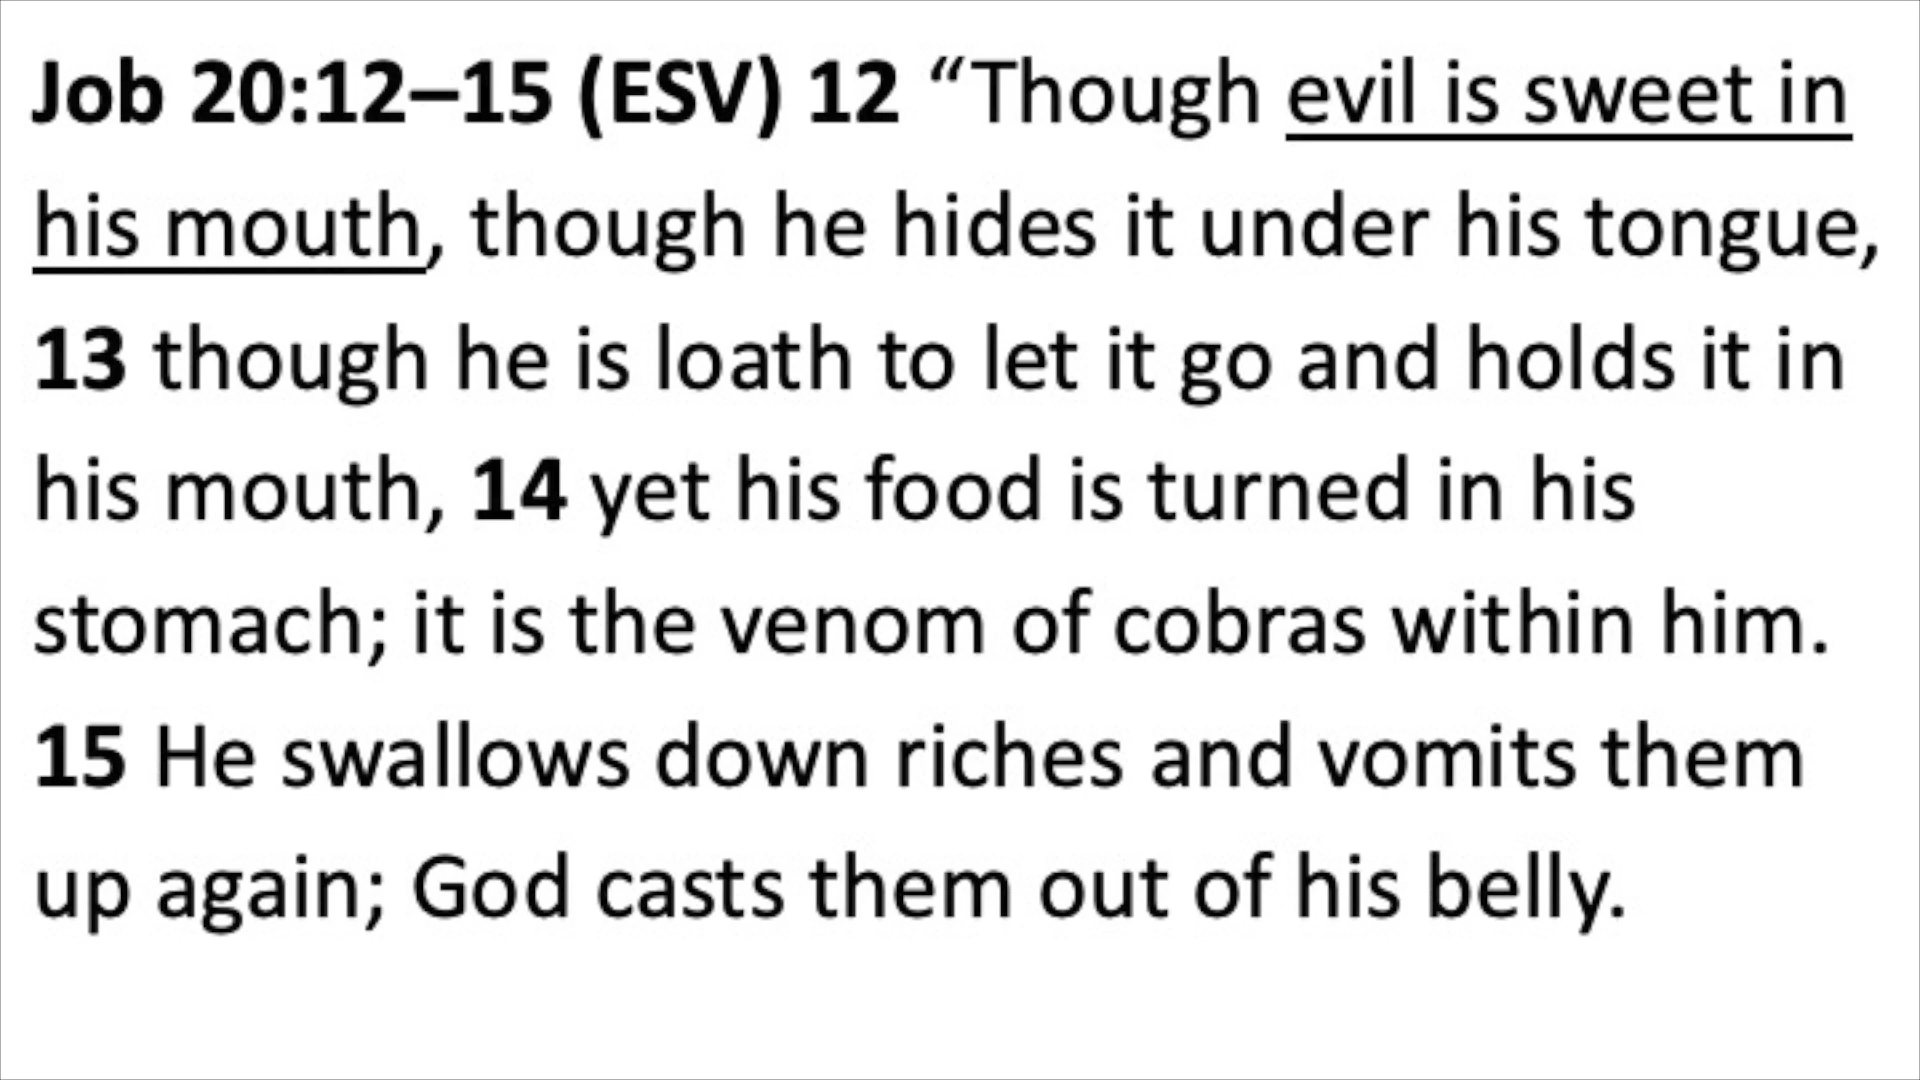 Job 20:12–15 (ESV) 12 “Though evil is sweet in
his mouth, though he hides it under his tongue,
13 though he is loath to let it go and holds it in
his mouth, 14 yet his food is turned in his
stomach; it is the venom of cobras within him.
15 He swallows down riches and vomits them
up again; God casts them out of his belly.